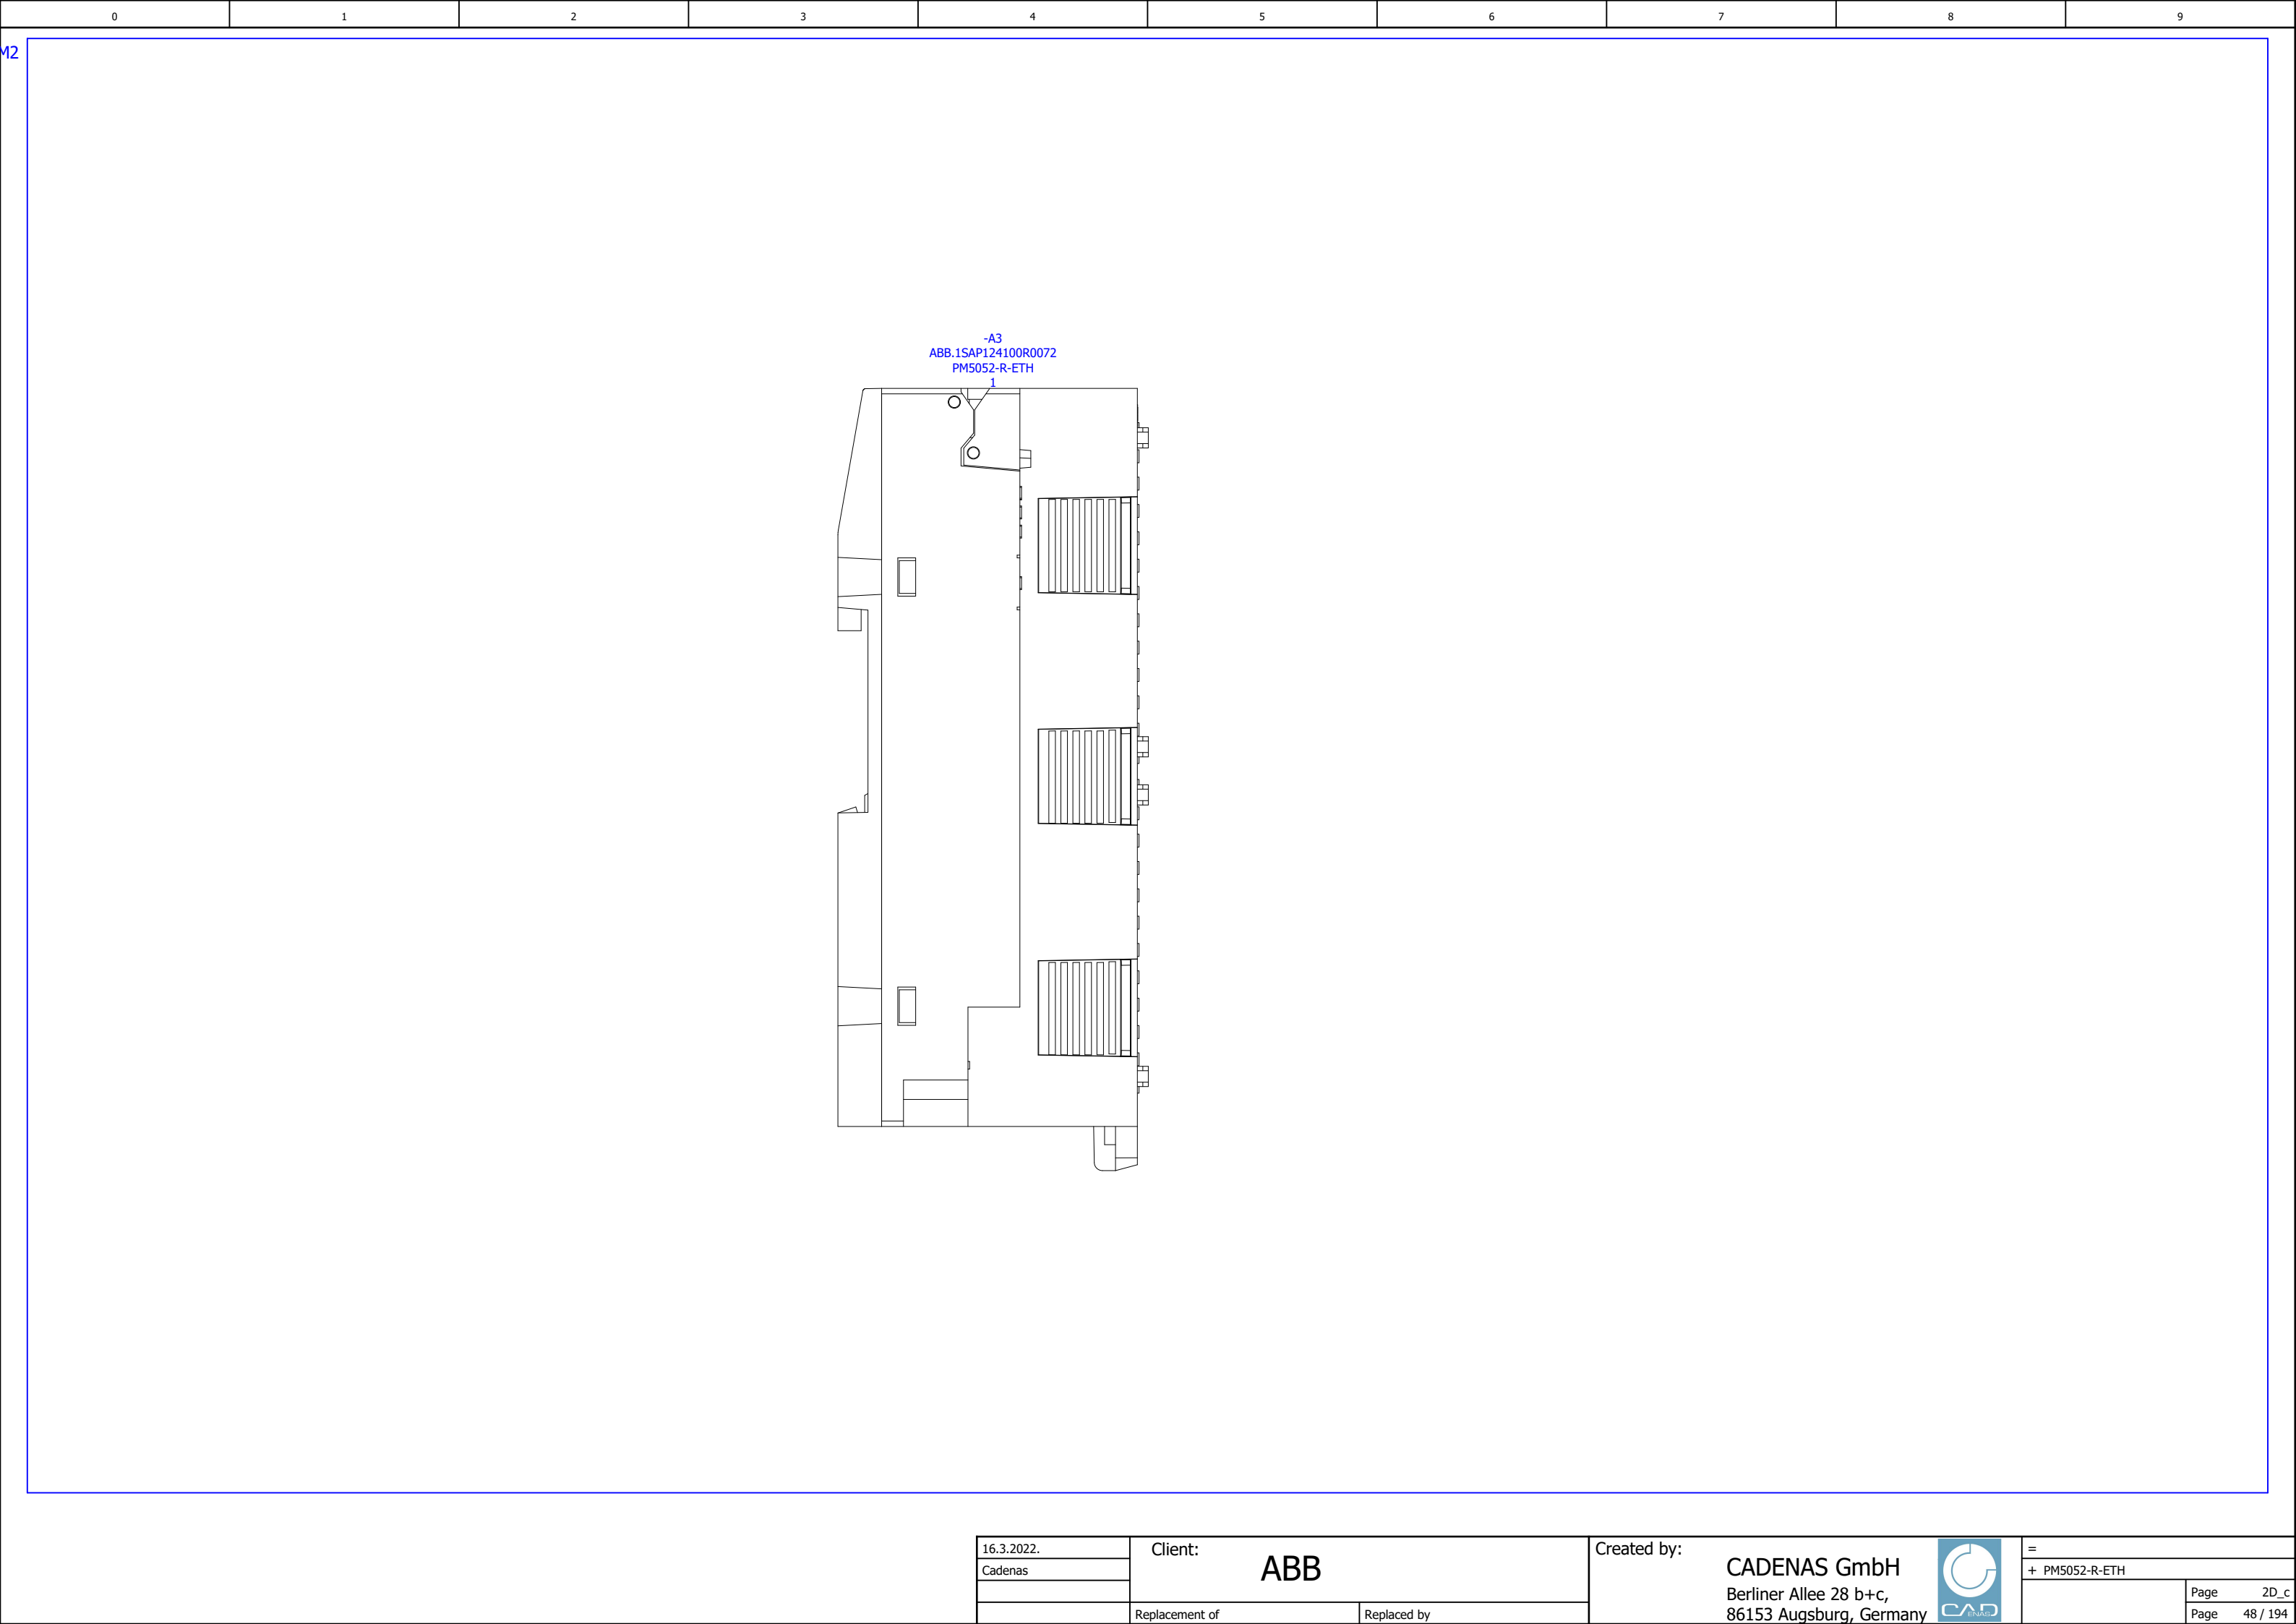 0 1 2 3 4 5 6 7 8 9
M2
-A3
ABB.1SAP124100R0072
PM5052-R-ETH
1
16.3.2022.
Cadenas
Client:
ABB
Replacement of
Replaced by
Created by:
CADENAS GmbH
Berliner Allee 28 b+c,
86153 Augsburg, Germany
CAD
ENAS
=
+ PM5052-R-ETH
Page 2D_c
Page 48 / 194